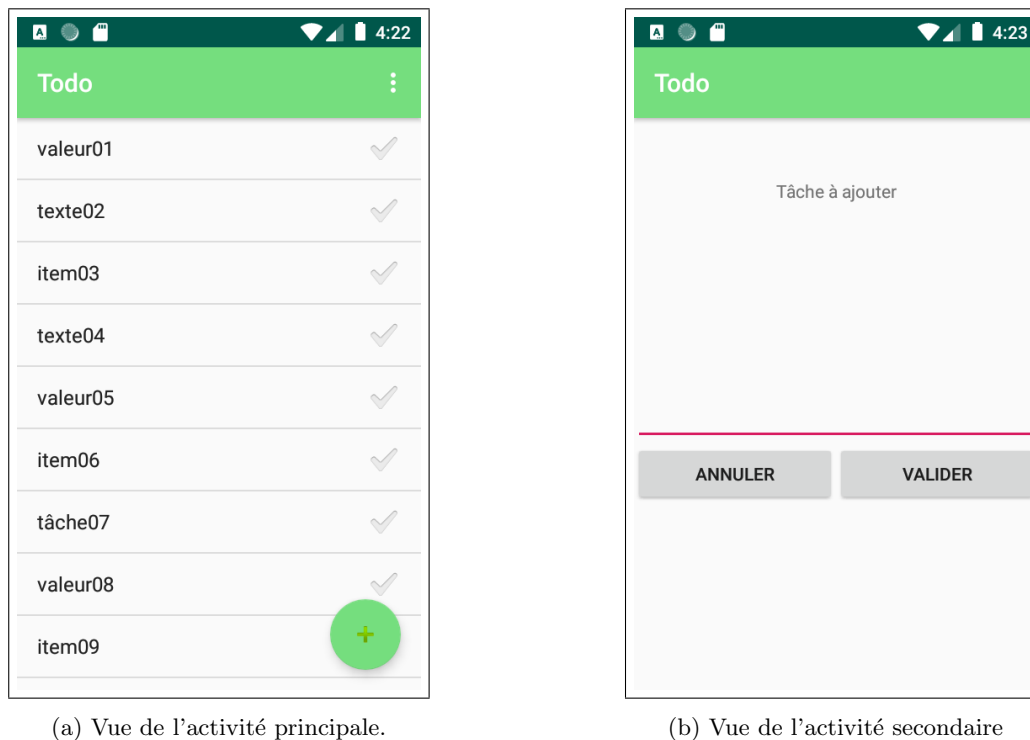 4:22
Todo
valeur01
texte02
item03
texte04
valeur05
item06
tâche07
valeur08
item09
(a) Vue de l'activité principale.
4:23
Todo
Tâche à ajouter
ANNULER
VALIDER
(b) Vue de l'activité secondaire